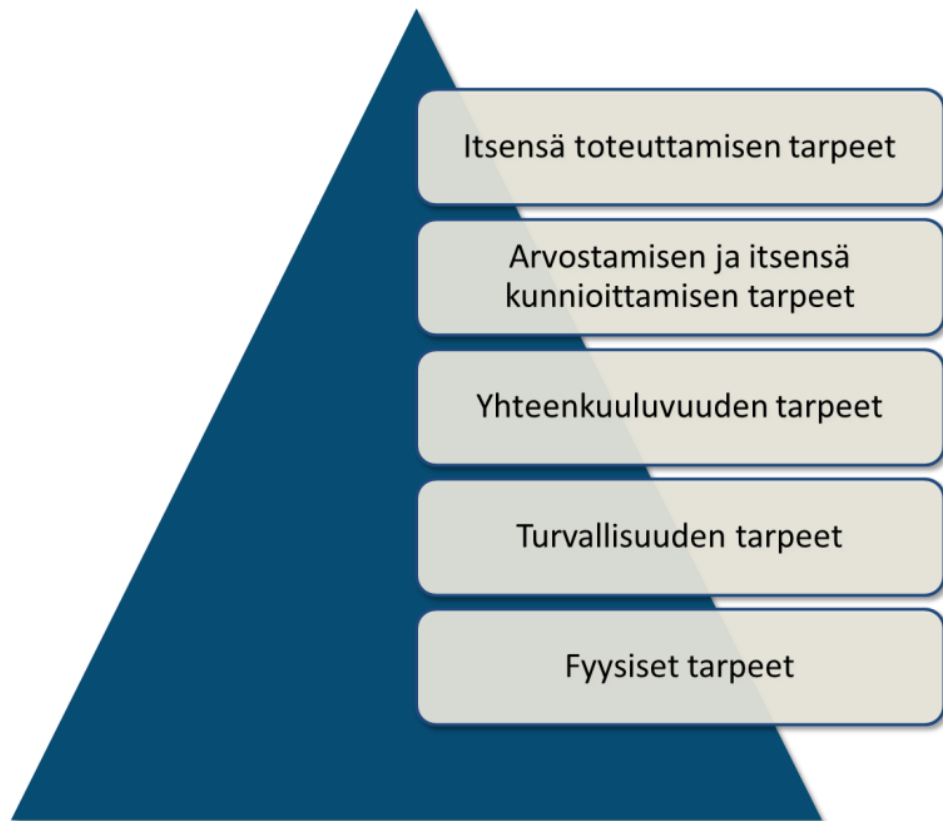 Itsensä toteuttamisen tarpeet
Arvostamisen ja itsensä
kunnioittamisen tarpeet
Yhteenkuuluvuuden tarpeet
Turvallisuuden tarpeet
Fyysiset tarpeet